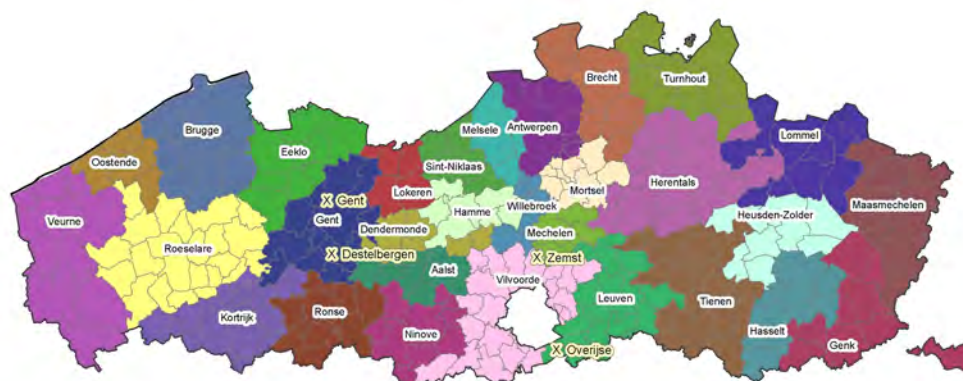 Brecht
Turnhout
Brugge
Melsele
Antwerpen
Lommel
Eeklo
Oostende
Sint-Niklaas
Maasmechelen
Lokeren
Mortsel
Herentals
X Gent
Willebroek
Hamme
Veurne
Gent
Heusden-Zolder
Dendermonde
Mechelen
Roeselare
X Destelbergen
X Zemst
Aalst
Vilvoorde
Leuven
Tienen
Kortrijk
Ronse
Ninove
Hasselt
Genk
X Overijse